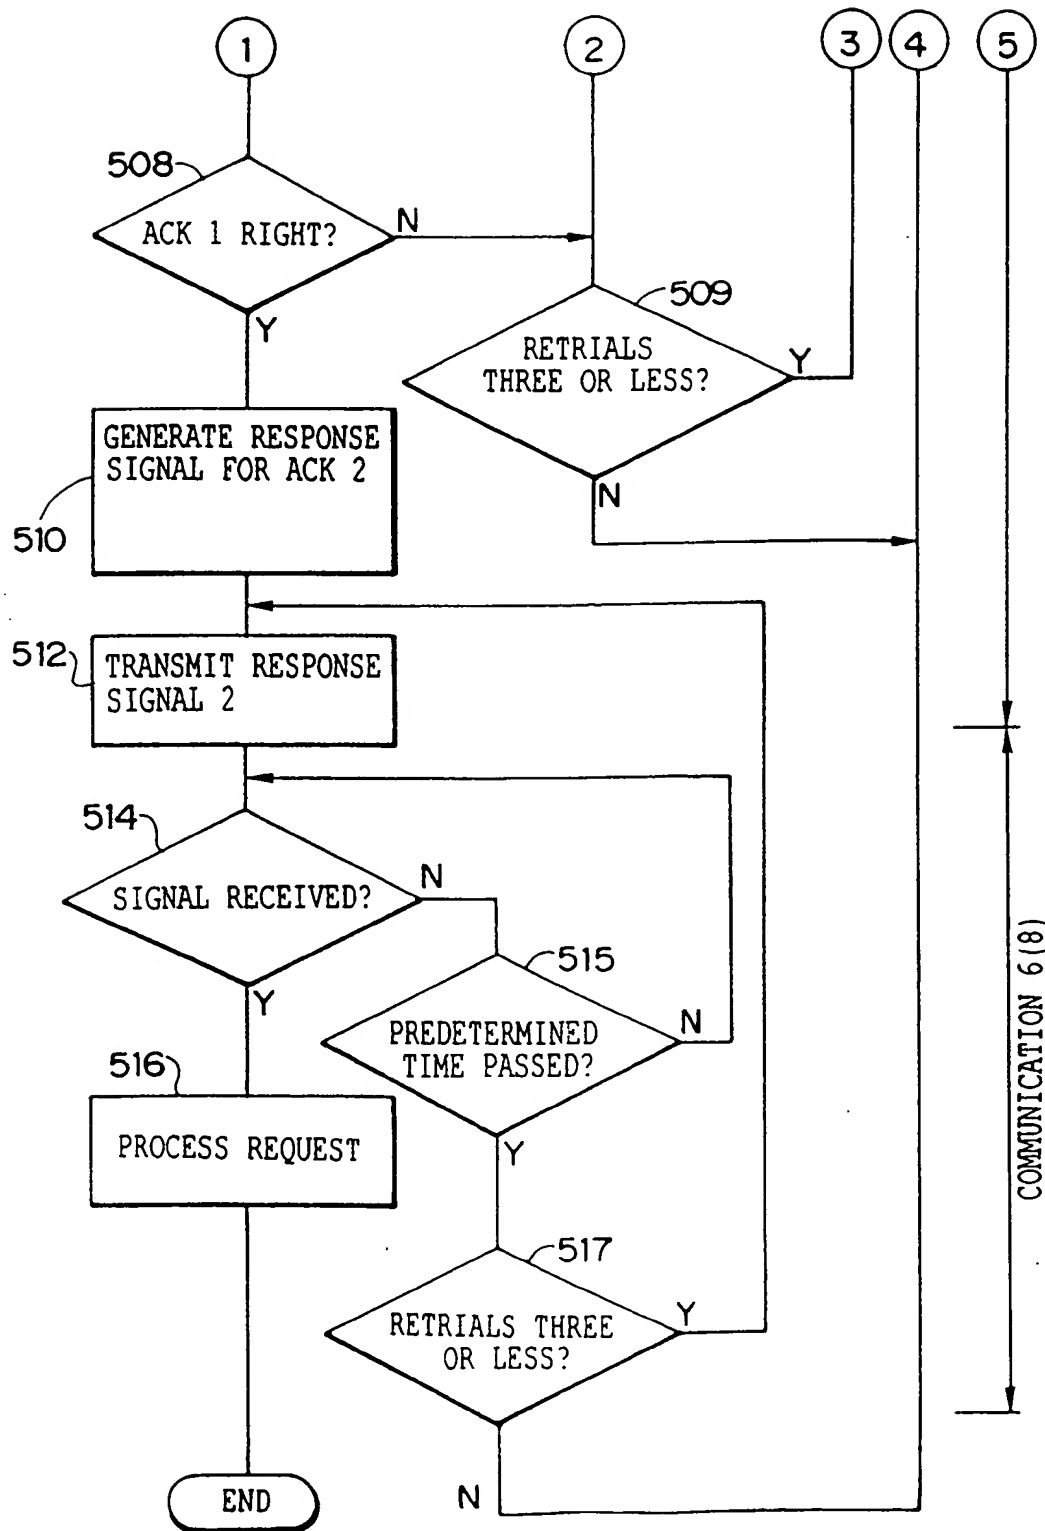 1
2
3
4
5
508
ACK 1 RIGHT?
N
Y
509
RETRIALS
THREE OR LESS?
Y
N
GENERATE RESPONSE
SIGNAL FOR ACK 2
510
512
TRANSMIT RESPONSE
SIGNAL 2
514
SIGNAL RECEIVED?
N
Y
515
PREDETERMINED
TIME PASSED?
N
Y
516
PROCESS REQUEST
517
RETRIALS THREE
OR LESS?
Y
N
END
COMMUNICATION 6(8)